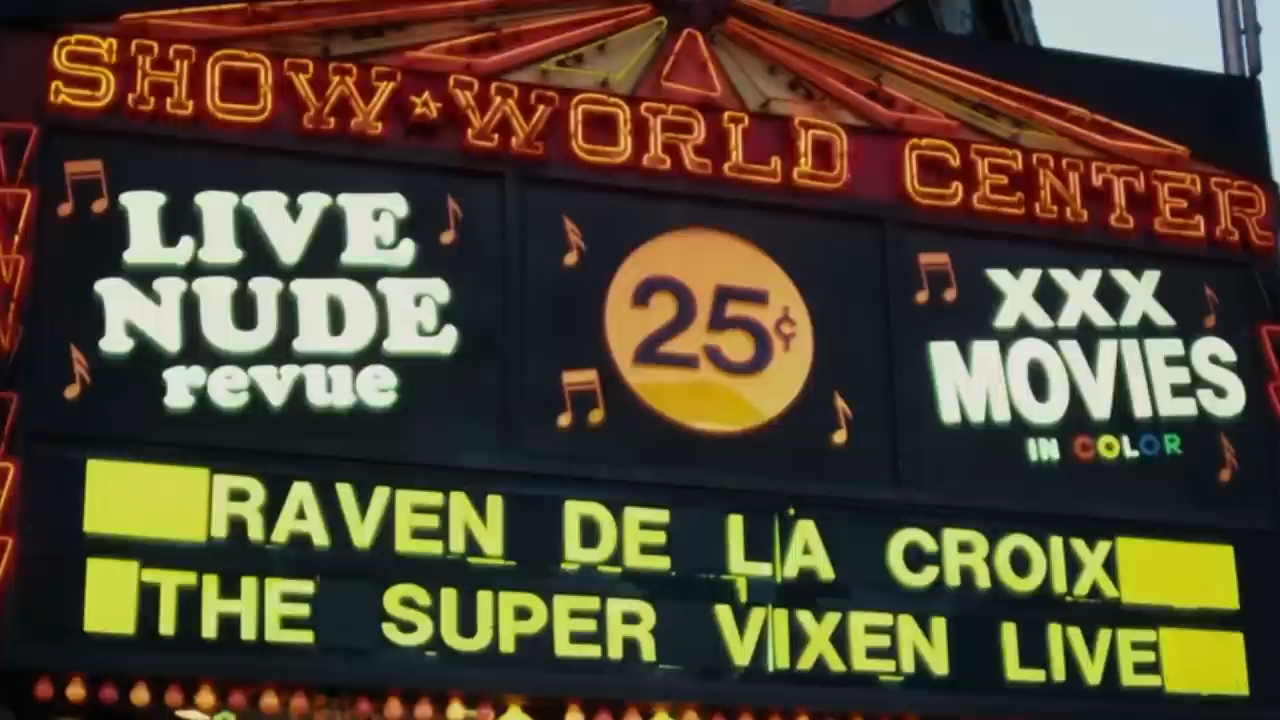 SHOW★WORLD CENTER
LIVE
NUDE
revue
25¢
XXX
MOVIES
IN COLOR
RAVEN DE LA CROIX
THE SUPER VIXEN LIVE